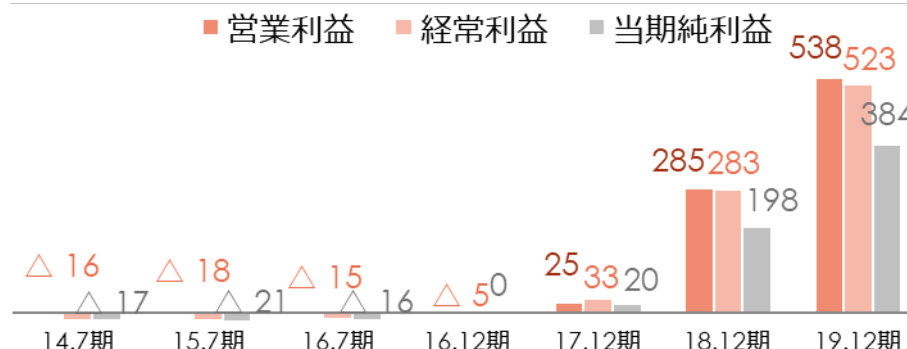 営業利益 経常利益 当期純利益
538 523
384
285 283
198
△ 16 △ 18 △ 15 △ 5 0 25 33 20
△ 17 △ 21 △ 16
14.7期 15.7期 16.7期 16.12期 17.12期 18.12期 19.12期